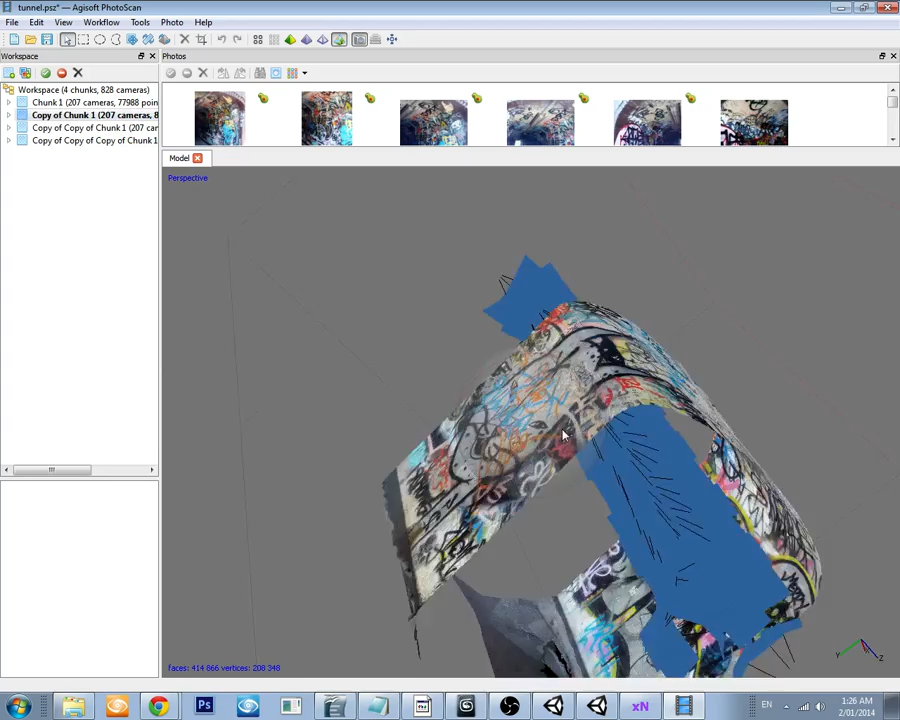 tunnel.psz* — Agisoft PhotoScan
File Edit View Workflow Tools Photo Help
Workspace
Photos
Workspace (4 chunks, 828 cameras)
Chunk 1 (207 cameras, 77988 poin
Copy of Chunk 1 (207 cameras, 8
Copy of Copy of Chunk 1 (207 car
Copy of Copy of Copy of Chunk 1
Model
Perspective
faces: 414 866 vertices: 208 348
Y
Z
Ps
xN
EN
1:26 AM
2/01/2014